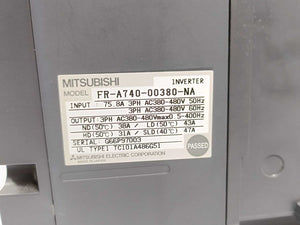 MITSUBISHI
INVERTER
MODEL FR-A740-00380-NA
INPUT : 75.8A 3PH AC380-480V 50Hz
3PH AC380-480V 60Hz
OUTPUT : 3PH AC380-480Vmax0.5-400Hz
ND(50℃) 38A / LD(50℃) 43A
HD(50℃) 31A / SLD(40℃) 47A
SERIAL: G66P97003
UL TYPE1 TC101A486G51
MITSUBISHI ELECTRIC CORPORATION
PASSED